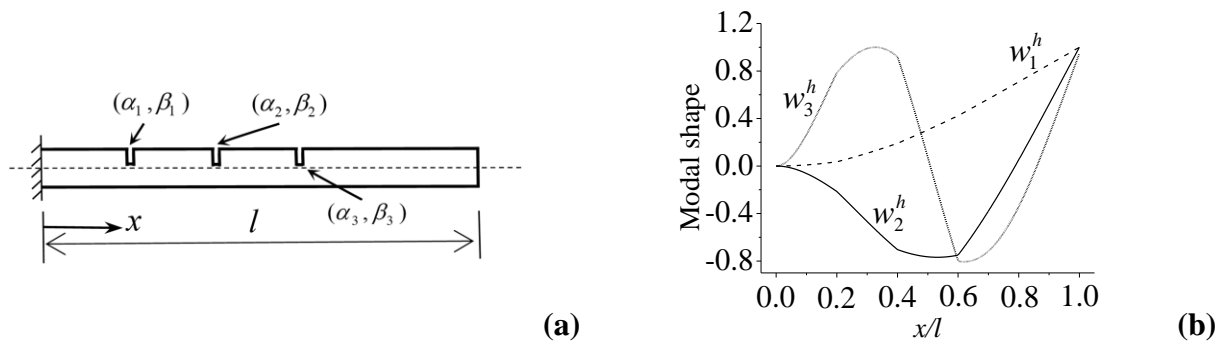 (α₁, β₁)
(α₂, β₂)
(α₃, β₃)
x
l
(a)
1.2
0.8
0.4
0.0
-0.4
-0.8
Modal shape
w₁ʰ
w₃ʰ
w₂ʰ
0.0 0.2 0.4 0.6 0.8 1.0
x/l
(b)